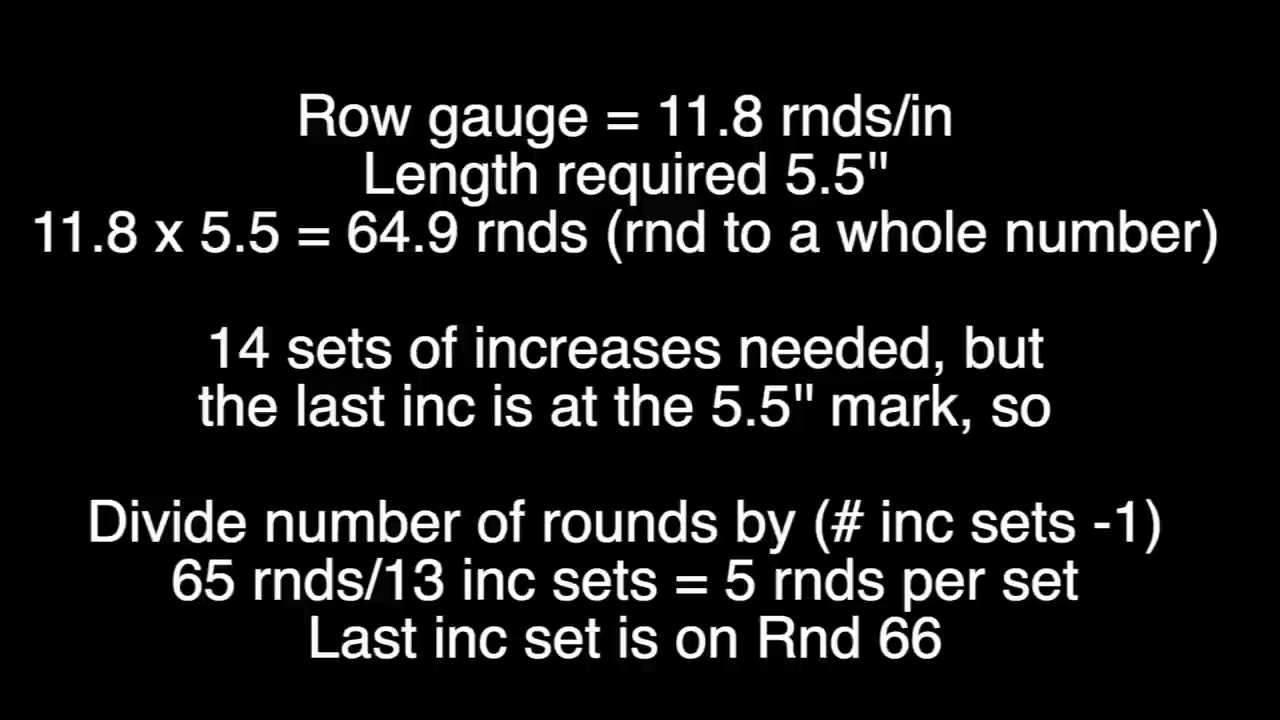 Row gauge = 11.8 rnds/in
Length required 5.5"
11.8 x 5.5 = 64.9 rnds (rnd to a whole number)
14 sets of increases needed, but
the last inc is at the 5.5" mark, so
Divide number of rounds by (# inc sets -1)
65 rnds/13 inc sets = 5 rnds per set
Last inc set is on Rnd 66